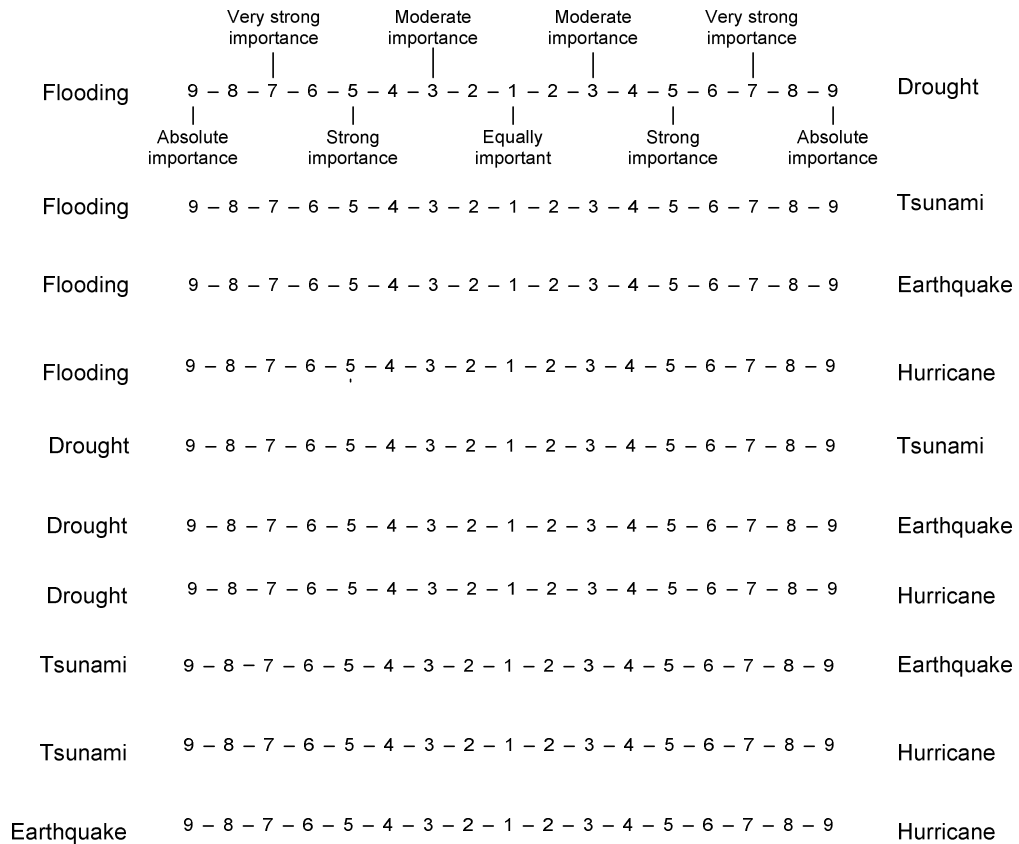 Very strong importance Moderate importance Moderate importance Very strong importance
Flooding 9 – 8 – 7 – 6 – 5 – 4 – 3 – 2 – 1 – 2 – 3 – 4 – 5 – 6 – 7 – 8 – 9 Drought
Absolute importance Strong importance Equally important Strong importance Absolute importance
Flooding 9 – 8 – 7 – 6 – 5 – 4 – 3 – 2 – 1 – 2 – 3 – 4 – 5 – 6 – 7 – 8 – 9 Tsunami
Flooding 9 – 8 – 7 – 6 – 5 – 4 – 3 – 2 – 1 – 2 – 3 – 4 – 5 – 6 – 7 – 8 – 9 Earthquake
Flooding 9 – 8 – 7 – 6 – 5 – 4 – 3 – 2 – 1 – 2 – 3 – 4 – 5 – 6 – 7 – 8 – 9 Hurricane
Drought 9 – 8 – 7 – 6 – 5 – 4 – 3 – 2 – 1 – 2 – 3 – 4 – 5 – 6 – 7 – 8 – 9 Tsunami
Drought 9 – 8 – 7 – 6 – 5 – 4 – 3 – 2 – 1 – 2 – 3 – 4 – 5 – 6 – 7 – 8 – 9 Earthquake
Drought 9 – 8 – 7 – 6 – 5 – 4 – 3 – 2 – 1 – 2 – 3 – 4 – 5 – 6 – 7 – 8 – 9 Hurricane
Tsunami 9 – 8 – 7 – 6 – 5 – 4 – 3 – 2 – 1 – 2 – 3 – 4 – 5 – 6 – 7 – 8 – 9 Earthquake
Tsunami 9 – 8 – 7 – 6 – 5 – 4 – 3 – 2 – 1 – 2 – 3 – 4 – 5 – 6 – 7 – 8 – 9 Hurricane
Earthquake 9 – 8 – 7 – 6 – 5 – 4 – 3 – 2 – 1 – 2 – 3 – 4 – 5 – 6 – 7 – 8 – 9 Hurricane